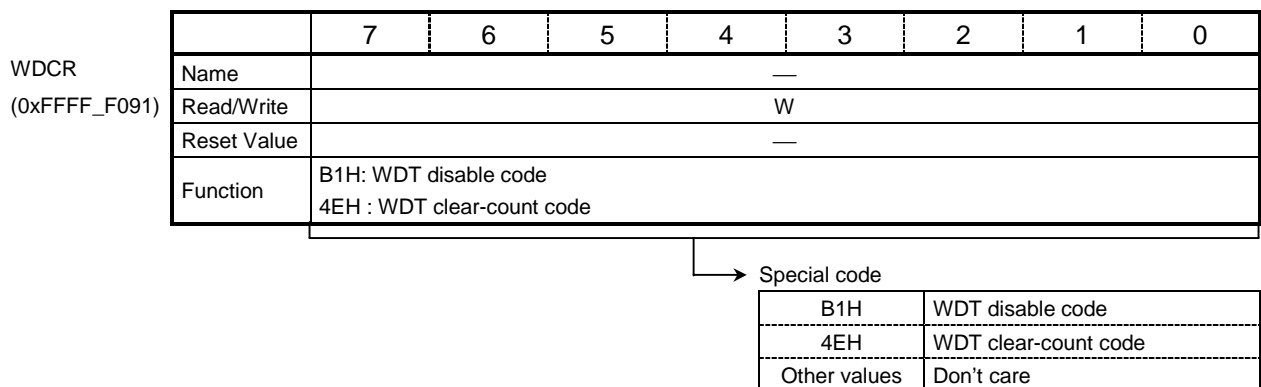 7 6 5 4 3 2 1 0
WDCR
(0xFFFF_F091)
Name —
Read/Write W
Reset Value —
Function
B1H: WDT disable code
4EH : WDT clear-count code
Special code
B1H WDT disable code
4EH WDT clear-count code
Other values Don't care